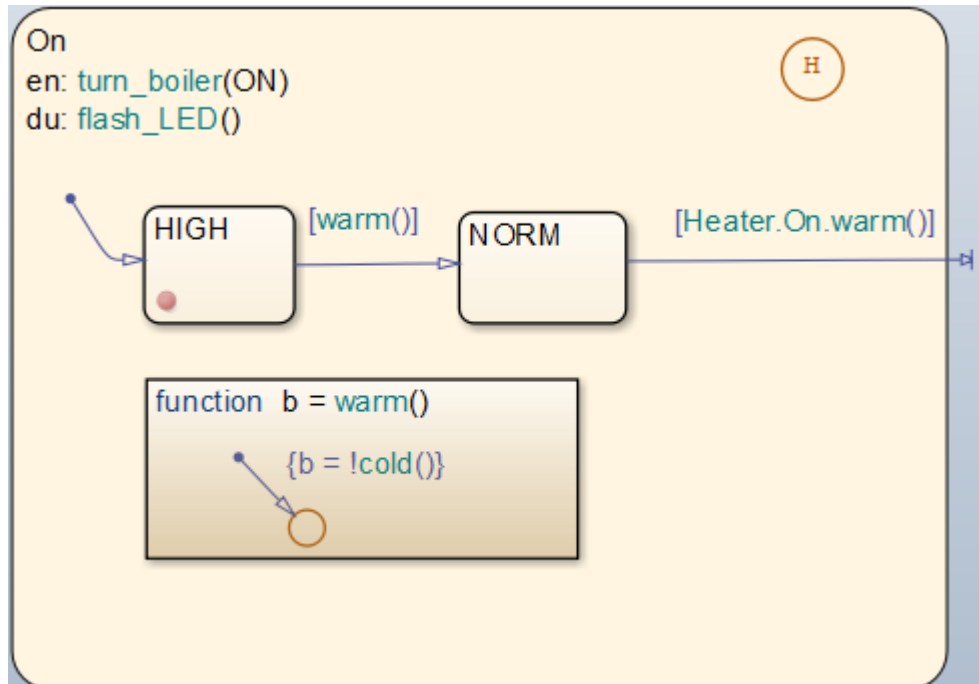 On
H
en: turn_boiler(ON)
du: flash_LED()
HIGH
[warm()]
NORM
[Heater.On.warm()]
function b = warm()
{b = !cold()}